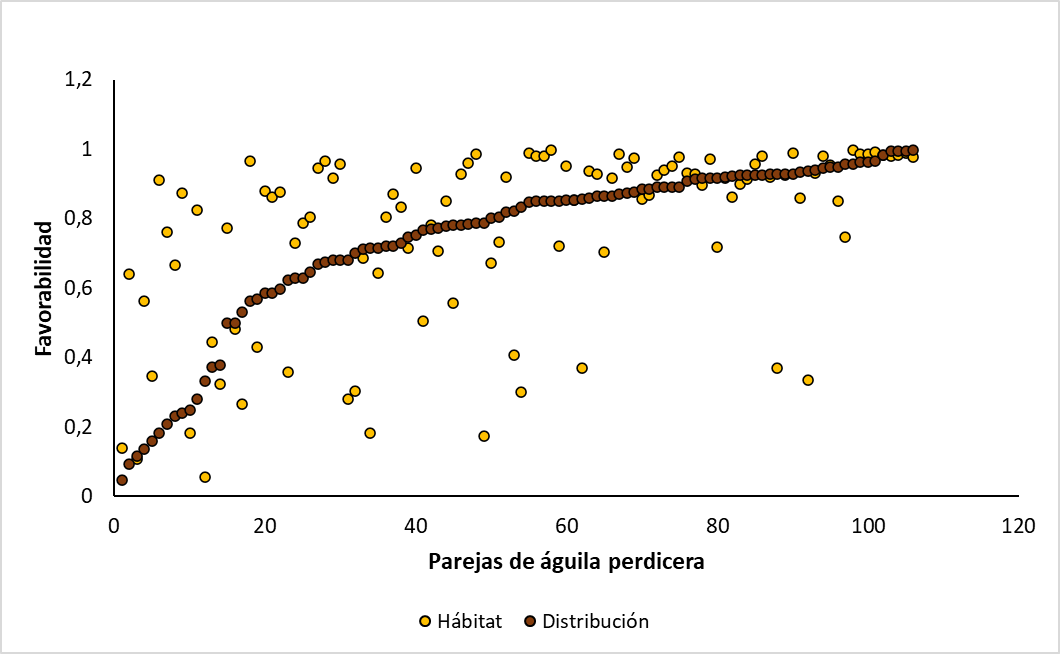 1,2
1
0,8
0,6
0,4
0,2
0
Favorabilidad
0 20 40 60 80 100 120
Parejas de águila perdicera
Hábitat Distribución